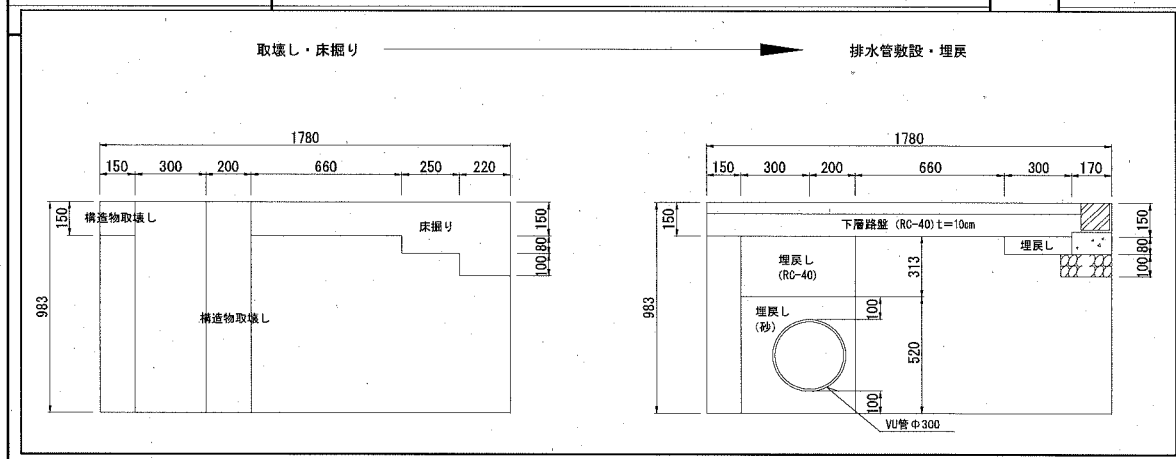 取壊し・床掘り
排水管敷設・埋戻
1780
150 300 200 660 250 220
150
構造物取壊し
床掘り
150
80
100
983
構造物取壊し
1780
150 300 200 660 300 170
150
下層路盤 (RC-40) t=10cm
150
80
100
埋戻し
埋戻し
(RC-40)
313
983
埋戻し
(砂)
100
520
100
VU管Φ300